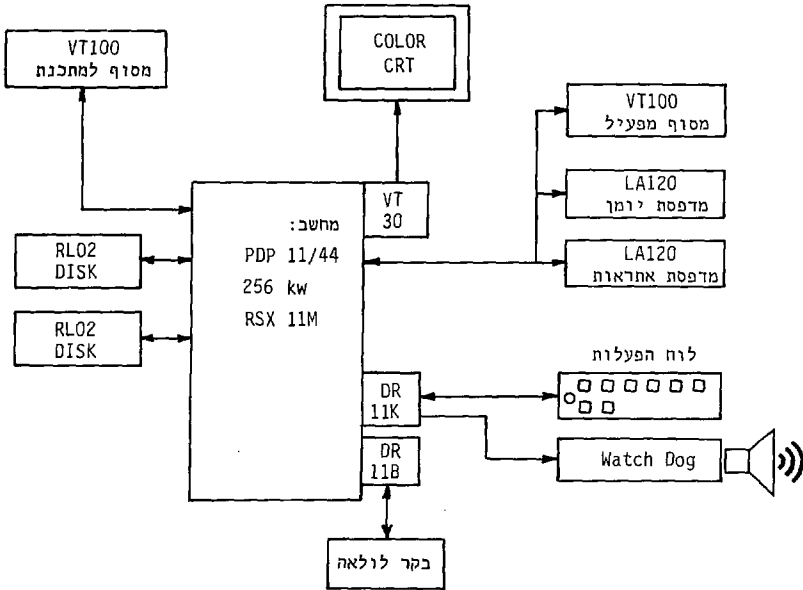 VT100
מסוף למתכנת
COLOR
CRT
VT100
מסוף מפעיל
LA120
מדפסת יומן
LA120
מדפסת אתראות
VT
30
מחשב:
PDP 11/44
256 kw
RSX 11M
RL02
DISK
RL02
DISK
DR
11K
DR
11B
לוח הפעלות
Watch Dog
בקר לולאה